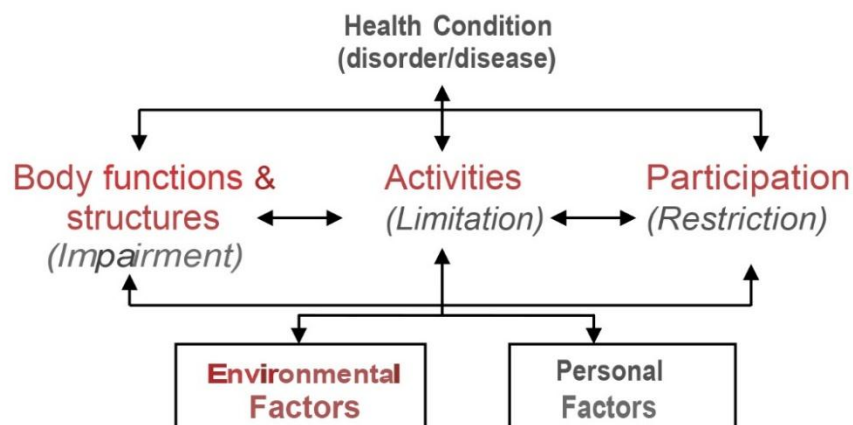 Health Condition
(disorder/disease)
Body functions &
structures
(Impairment)
Activities
(Limitation)
Participation
(Restriction)
Environmental
Factors
Personal
Factors